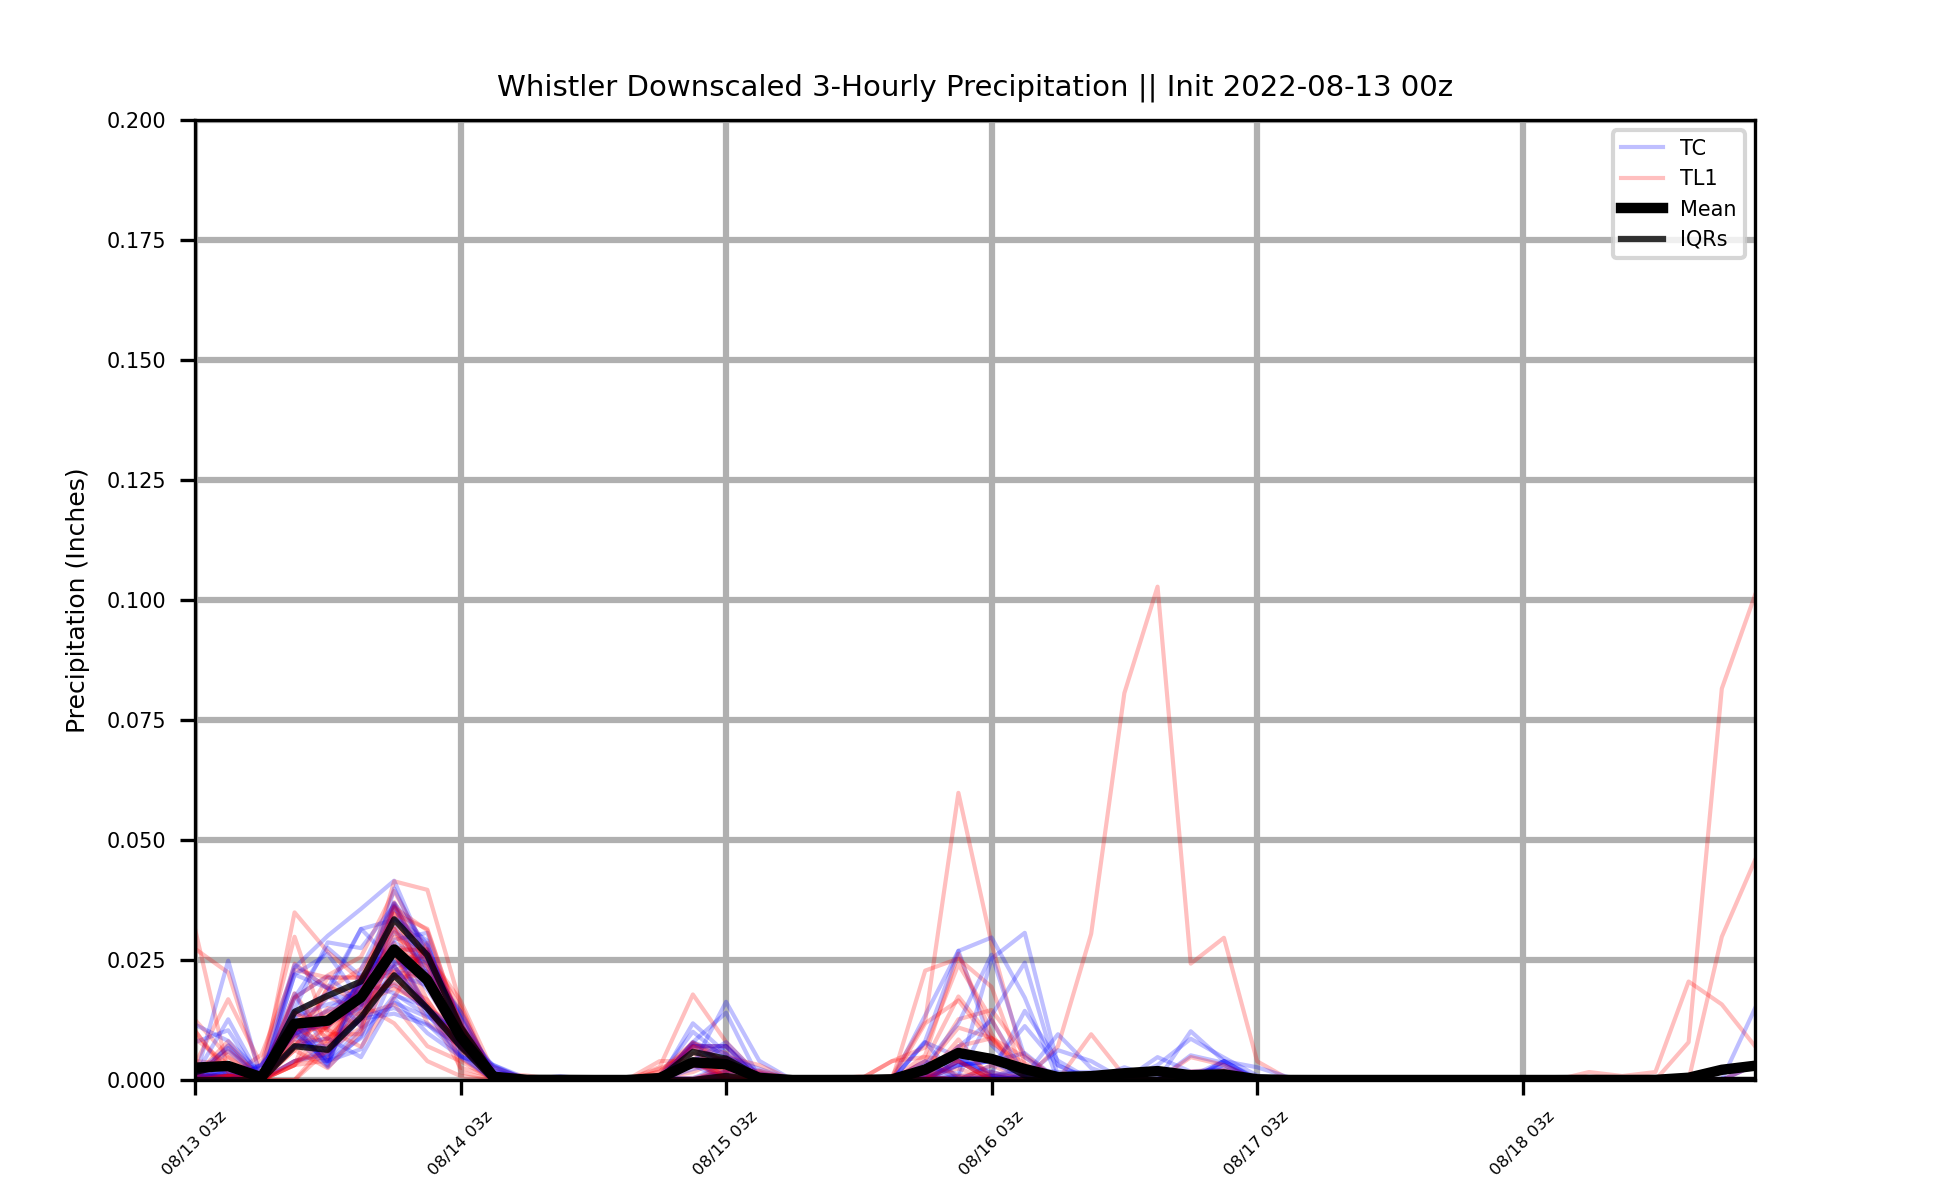 Whistler Downscaled 3-Hourly Precipitation || Init 2022-08-13 00z
TC
TL1
Mean
IQRs
Precipitation (Inches)
0.200
0.175
0.150
0.125
0.100
0.075
0.050
0.025
0.000
08/13 03z
08/14 03z
08/15 03z
08/16 03z
08/17 03z
08/18 03z